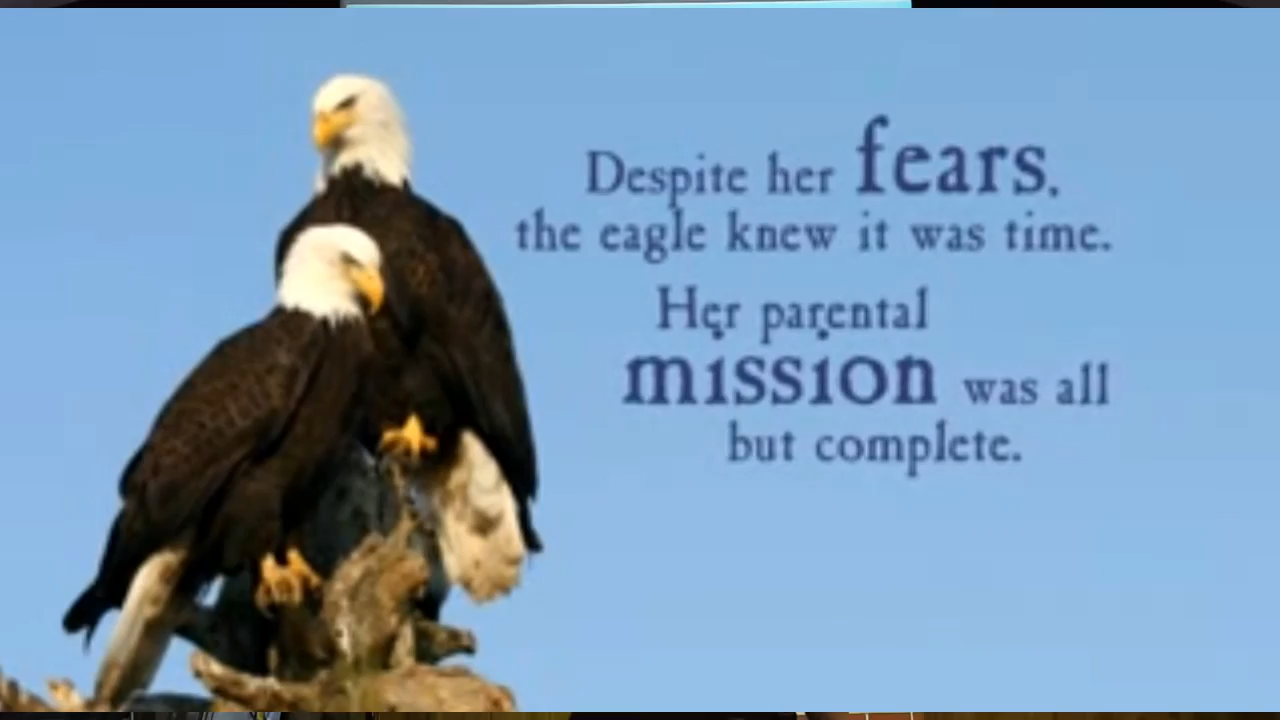 Despite her fears,
the eagle knew it was time.
Her parental
mission was all
but complete.